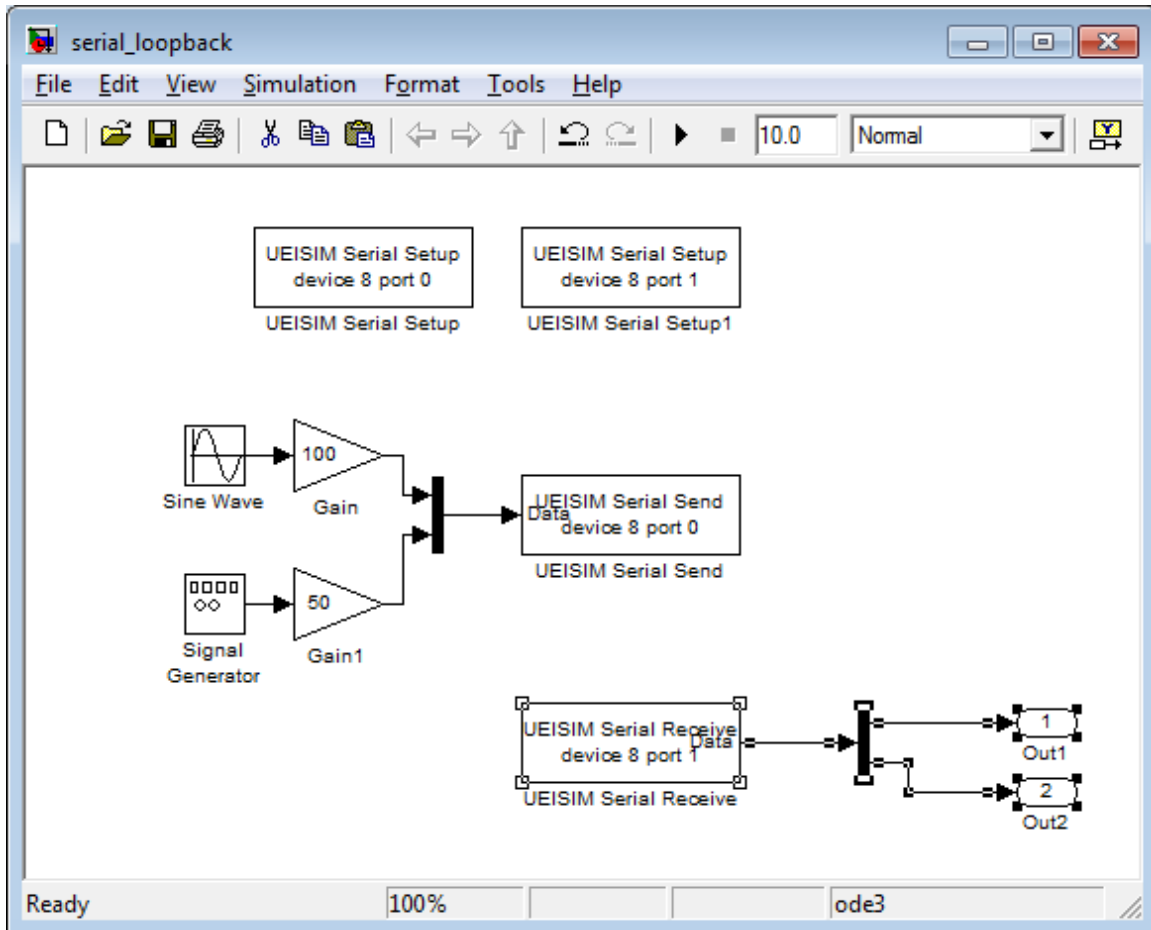 serial_loopback
File Edit View Simulation Format Tools Help
10.0 Normal
UEISIM Serial Setup
device 8 port 0
UEISIM Serial Setup
UEISIM Serial Setup
device 8 port 1
UEISIM Serial Setup1
Sine Wave
100
Gain
Data
UEISIM Serial Send
device 8 port 0
UEISIM Serial Send
Signal
Generator
50
Gain1
UEISIM Serial Receive
Data
device 8 port 1
UEISIM Serial Receive
1
Out1
2
Out2
Ready 100% ode3